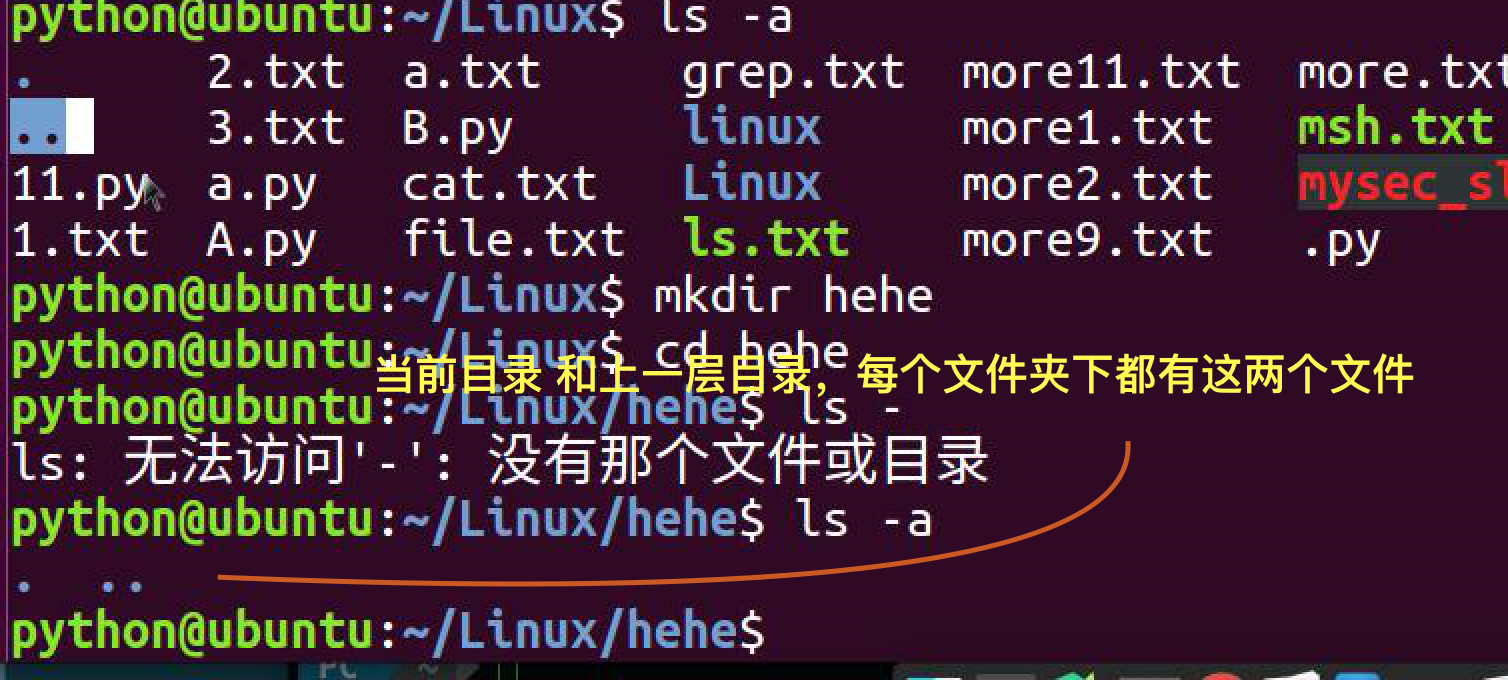 python@ubuntu:~/Linux$ ls -a
. 2.txt a.txt grep.txt more11.txt more.txt
.. 3.txt B.py linux more1.txt msh.txt
11.py a.py cat.txt Linux more2.txt
1.txt A.py file.txt ls.txt more9.txt .py
python@ubuntu:~/Linux$ mkdir hehe
python@ubuntu:~/Linux$ cd hehe
当前目录 和上一层目录，每个文件夹下都有这两个文件
python@ubuntu:~/Linux/hehe$ ls -
ls: 无法访问'-': 没有那个文件或目录
python@ubuntu:~/Linux/hehe$ ls -a
. ..
python@ubuntu:~/Linux/hehe$